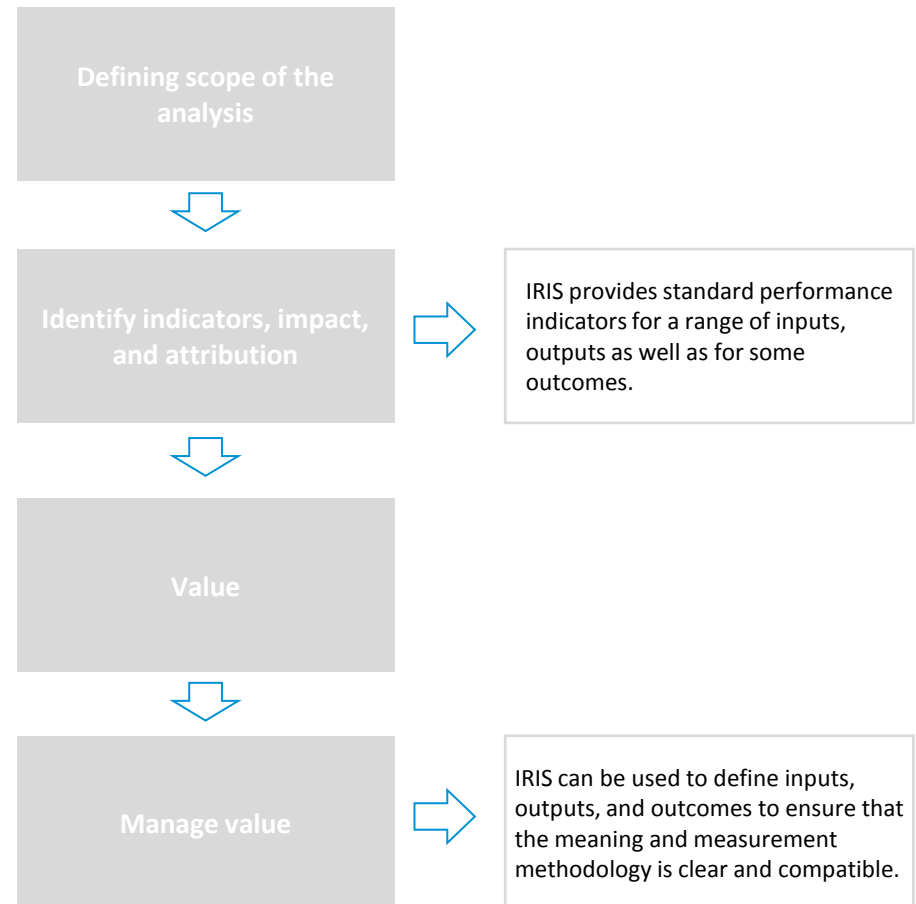 Defining scope of the
analysis
Identify indicators, impact,
and attribution
IRIS provides standard performance
indicators for a range of inputs,
outputs as well as for some
outcomes.
Value
Manage value
IRIS can be used to define inputs,
outputs, and outcomes to ensure that
the meaning and measurement
methodology is clear and compatible.